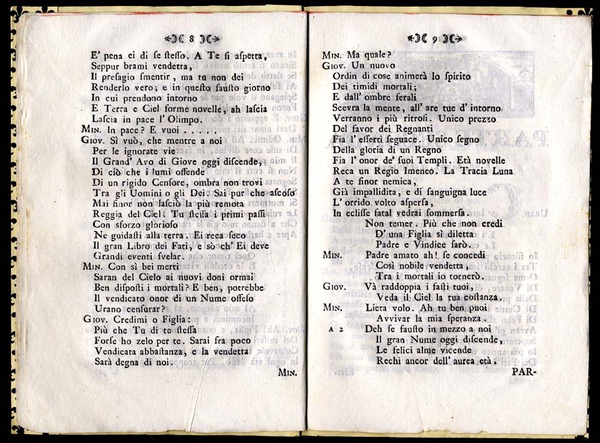 8
E' pena ei di se stesso. A Te si aspetta,
Seppur brami vendetta,
Il presagio smentir, ma tu non dei
Renderlo vero; e in questo fausto giorno
In cui prendono intorno
E Terra e Ciel forme novelle, ah lascia
Lascia in pace l'Olimpo.
MIN. In pace? E vuoi . . . . . .
GIOV. Sì vuò, che mentre a noi
Per le ignorate vie
Il Grand' Avo di Giove oggi discende,
Di ciò che i lumi offende
Di un rigido Censore, ombra non trovi
Tra gli Uomini o gli Dei. Sai pur che ascose
Mai finor non lasciò la più remota
Reggia del Ciel. Tu stessa i primi passi
Con sforzo glorioso
Ne guidasti alla terra. Ei reca seco
Il gran Libro dei Fati, e sò ch' Ei deve
Grandi eventi svelar.
MIN. Con sì bei merti
Saran del Cielo ai nuovi doni ormai
Ben disposti i mortali? E ben, potrebbe
Il vendicato onor di un Nume offeso
Urano censurar?
GIOV. Credimi o Figlia:
Più che Tu di te stessa
Forse ho zelo per te. Sarai fra poco
Vendicata abbastanza, e la vendetta
Sarà degna di noi.
MIN.
9
MIN. Ma quale?
GIOV. Un nuovo
Ordin di cose animerà lo spirito
Dei timidi mortali;
E dall' ombre ferali
Scevra la mente, all' are tue d' intorno
Verranno i più ritrosi. Unico prezzo
Del favor dei Regnanti
Fia l' esserti seguace. Unico segno
Della gloria di un Regno
Fia l' onor de' suoi Templi. Età novelle
Reca un Regio Imeneo. La Tracia Luna
A te finor nemica,
Già impallidita, e di sanguigna luce
L' orrido volto aspersa,
In eclisse fatal vedrai sommersa.
Non temer. Più che non credi
D' una Figlia si diletta
Padre e Vindice sarò.
MIN. Padre amato ah! se concedi
Così nobile vendetta,
Tra i mortali io tornerò.
GIOV. Và raddoppia i fasti tuoi,
Veda il Ciel la tua costanza.
MIN. Lieta volo. Ah tu ben puoi
Avvivar la mia speranza.
A 2 Deh se fausto in mezzo a noi
Il gran Nume oggi discende,
Le felici alme vicende
Rechi ancor dell' aurea età.
PAR-